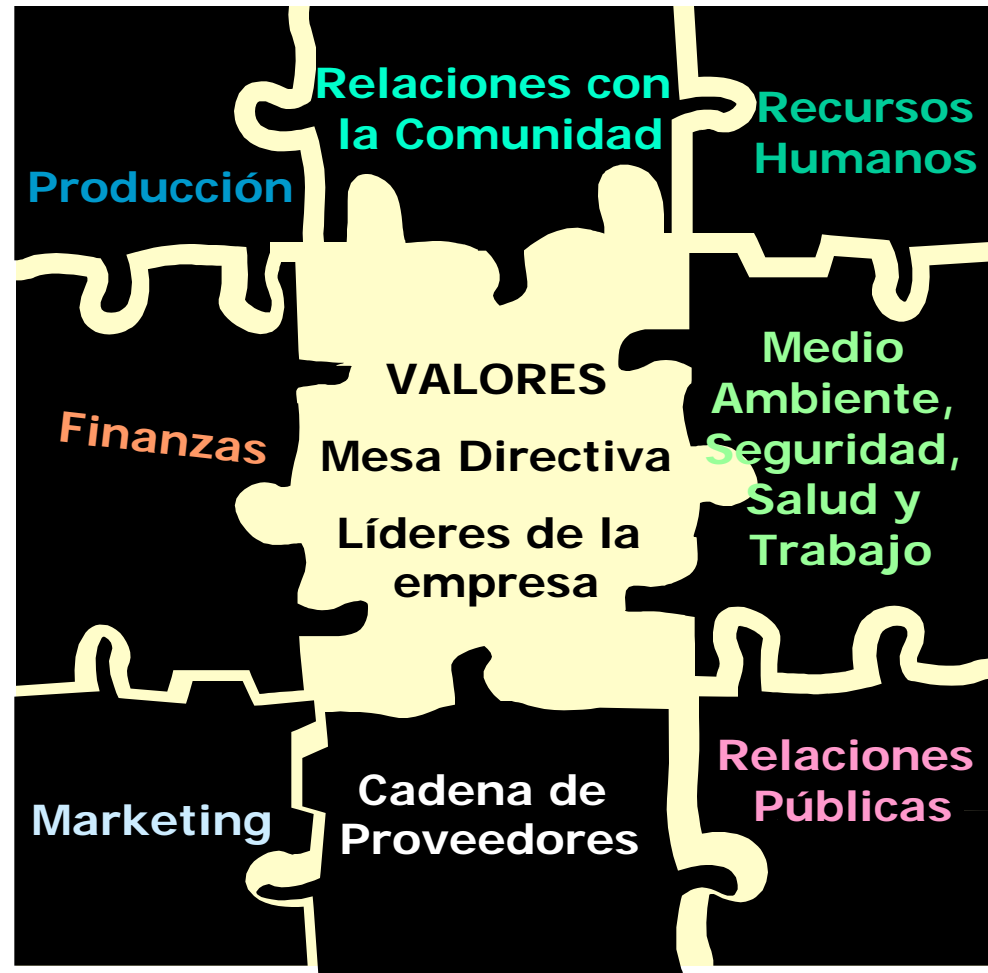 Relaciones con
la Comunidad
Recursos
Humanos
Producción
VALORES
Mesa Directiva
Líderes de la
empresa
Finanzas
Medio
Ambiente,
Seguridad,
Salud y
Trabajo
Marketing
Cadena de
Proveedores
Relaciones
Públicas